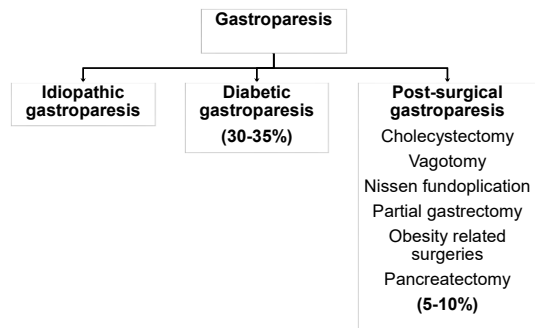 Gastroparesis
Idiopathic
gastroparesis
Diabetic
gastroparesis
(30-35%)
Post-surgical
gastroparesis
Cholecystectomy
Vagotomy
Nissen fundoplication
Partial gastrectomy
Obesity related
surgeries
Pancreatectomy
(5-10%)